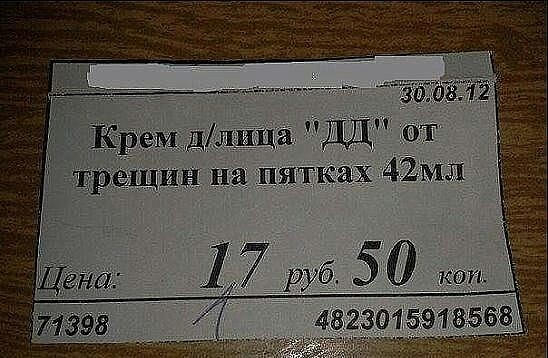 30.08.12
Крем д/лица "ДД" от
трещин на пятках 42мл
Цена: 17 руб. 50 коп.
71398 4823015918568